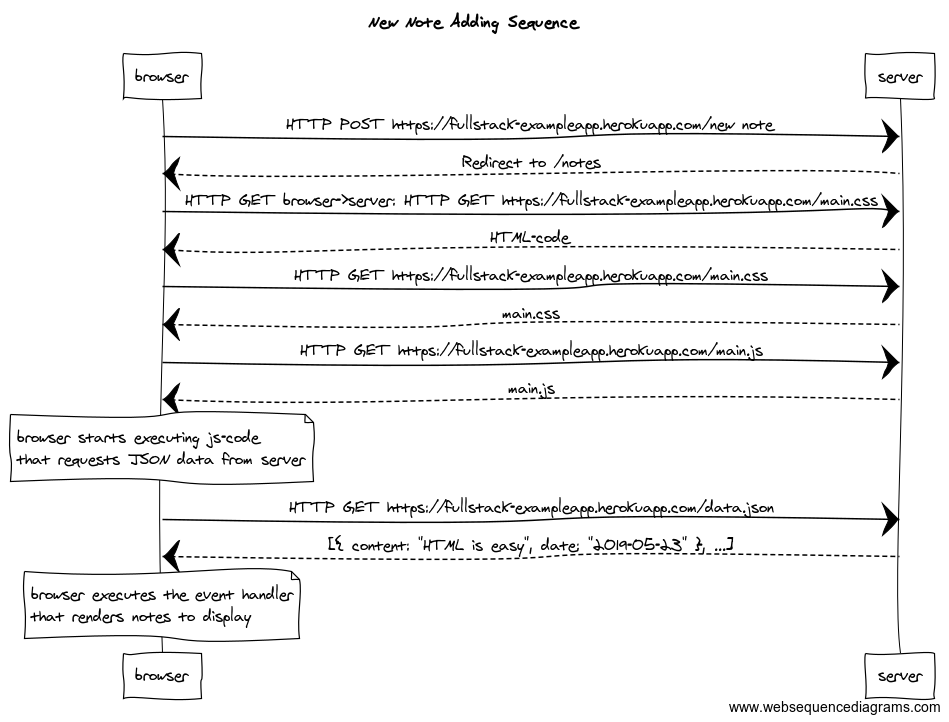 New Note Adding Sequence
browser
server
HTTP POST https://fullstack-exampleapp.herokuapp.com/new note
Redirect to /notes
HTTP GET browser->server: HTTP GET https://fullstack-exampleapp.herokuapp.com/main.css
HTML-code
HTTP GET https://fullstack-exampleapp.herokuapp.com/main.css
main.css
HTTP GET https://fullstack-exampleapp.herokuapp.com/main.js
main.js
browser starts executing js-code
that requests JSON data from server
HTTP GET https://fullstack-exampleapp.herokuapp.com/data.json
[{ content: "HTML is easy", date: "2019-05-23" }, ...]
browser executes the event handler
that renders notes to display
browser
server
www.websequencediagrams.com